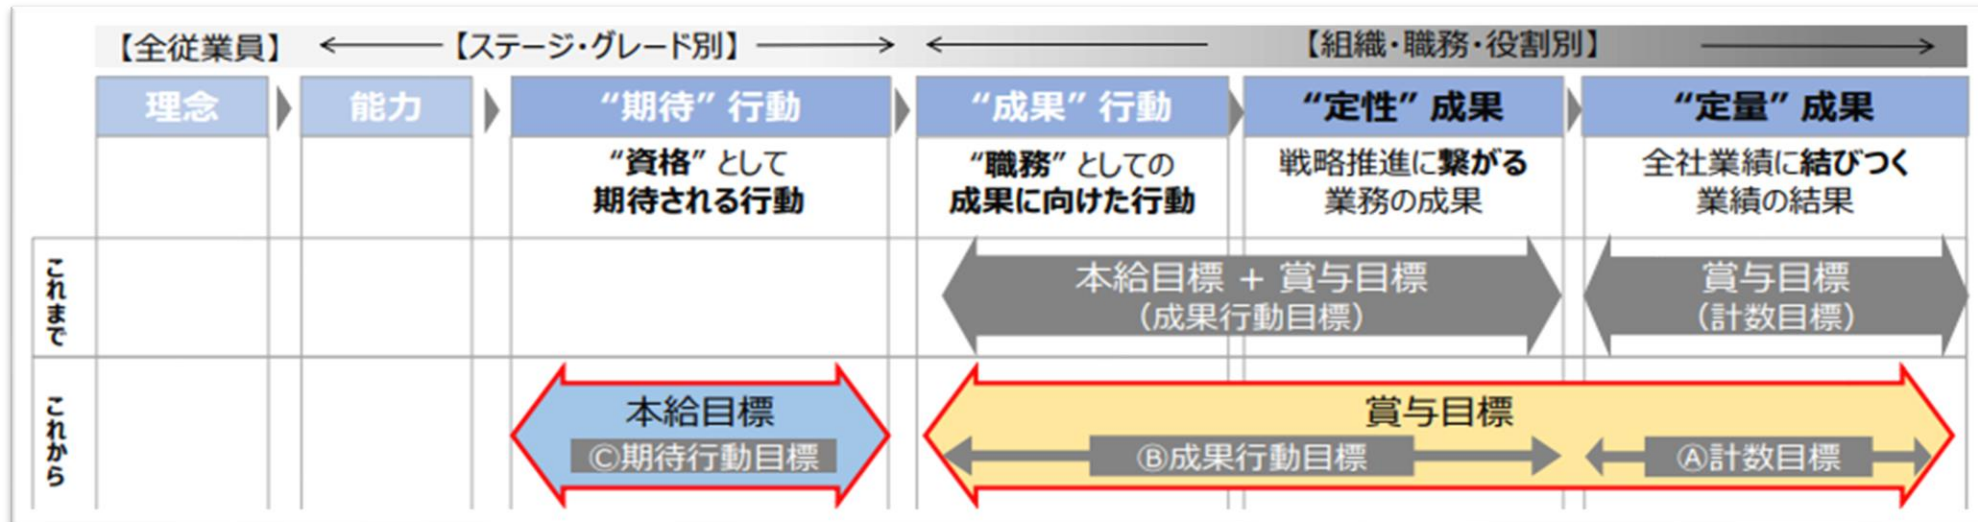 【全従業員】 【ステージ・グレード別】 【組織・職務・役割別】
理念 能力 “期待” 行動 “成果” 行動 “定性” 成果 “定量” 成果
“資格” として
期待される行動
“職務” としての
成果に向けた行動
戦略推進に繋がる
業務の成果
全社業績に結びつく
業績の結果
これまで
本給目標 + 賞与目標
（成果行動目標）
賞与目標
（計数目標）
これから
本給目標
Ⓒ期待行動目標
賞与目標
Ⓑ成果行動目標 Ⓐ計数目標